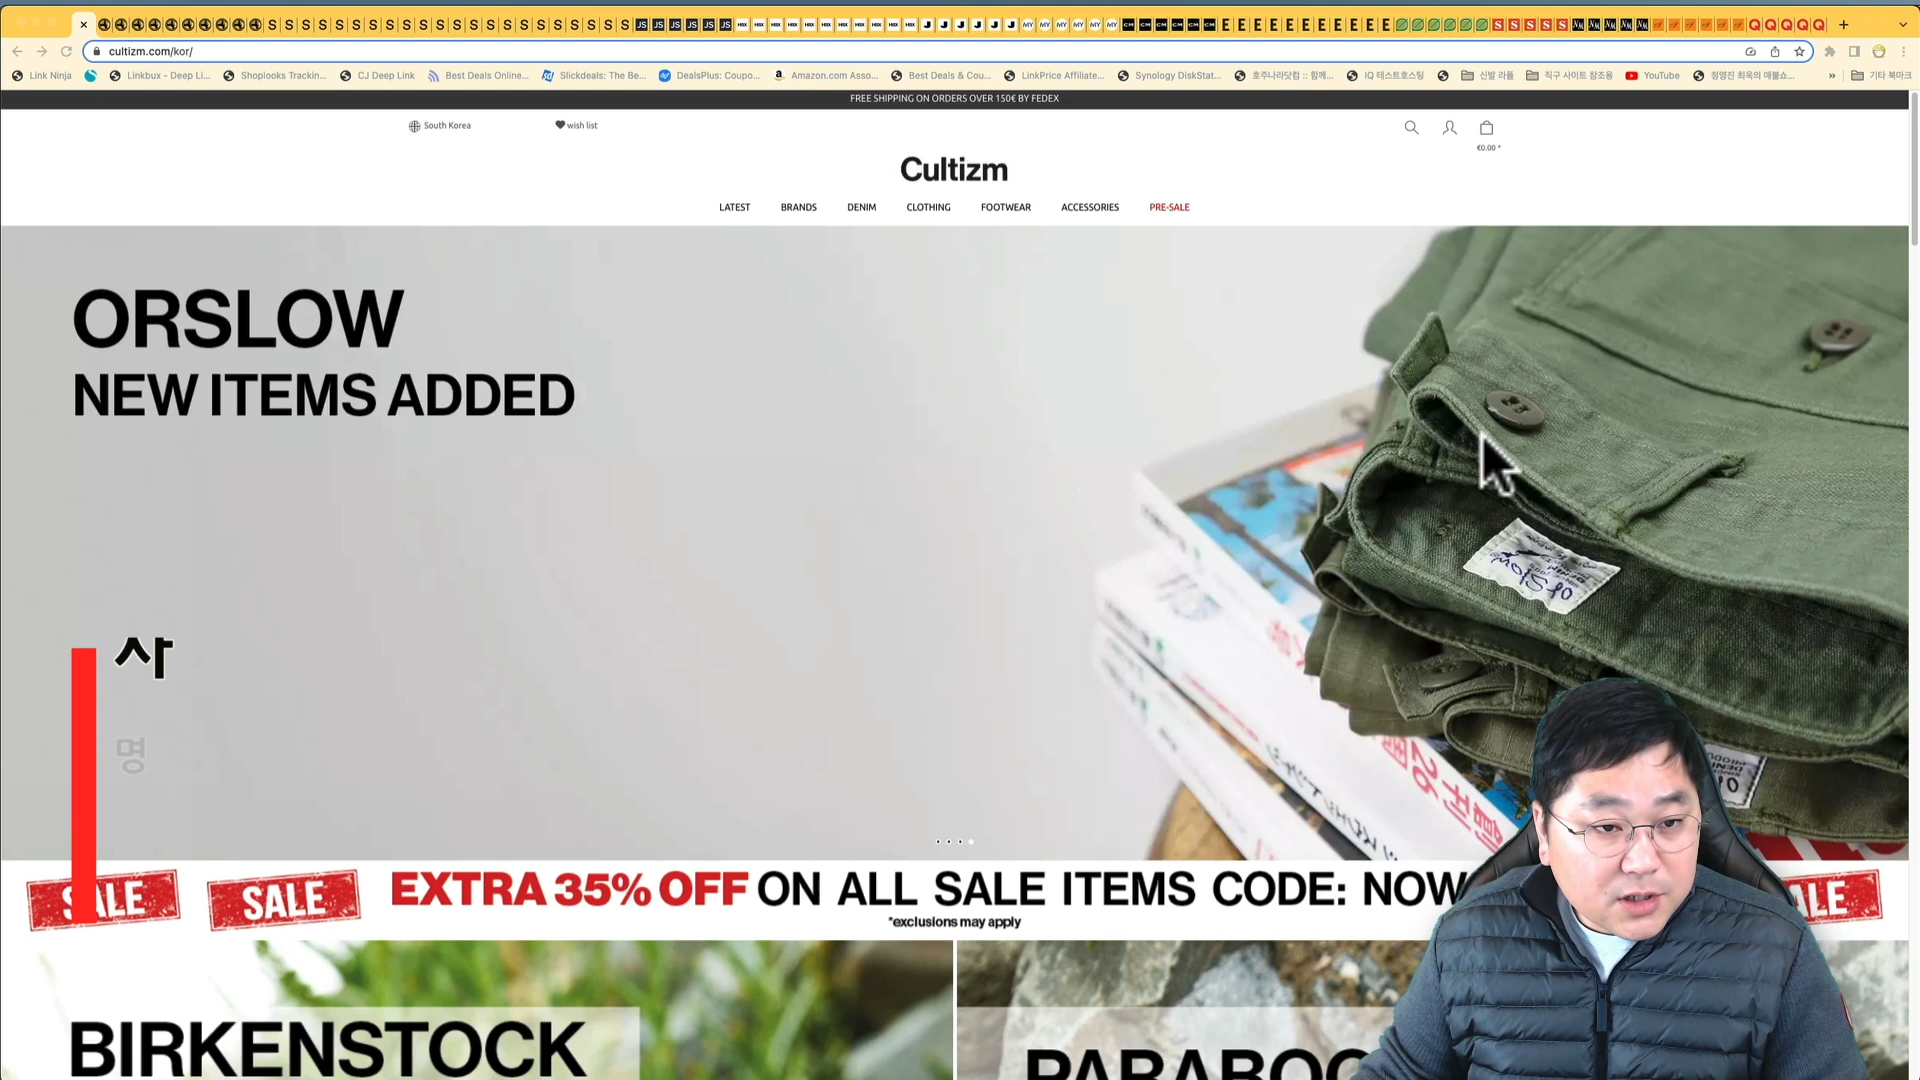 cultizm.com/kor/
Link Ninja
Linkbux - Deep Li...
Shoplooks Trackin...
CJ Deep Link
Best Deals Online...
Slickdeals: The Be...
DealsPlus: Coupo...
Amazon.com Asso...
Best Deals & Cou...
LinkPrice Affiliate...
Synology DiskStat...
호주나라닷컴 :: 함께...
IQ 테스트호스팅
신발 라플
직구 사이트 참조용
YouTube
정영진 최욱의 매불쇼...
»
기타 북마크
FREE SHIPPING ON ORDERS OVER 150€ BY FEDEX
South Korea
wish list
€0.00 *
Cultizm
LATEST BRANDS DENIM CLOTHING FOOTWEAR ACCESSORIES PRE-SALE
ORSLOW
NEW ITEMS ADDED
사
명
SALE
SALE
EXTRA 35% OFF ON ALL SALE ITEMS CODE: NOW
*exclusions may apply
BIRKENSTOCK